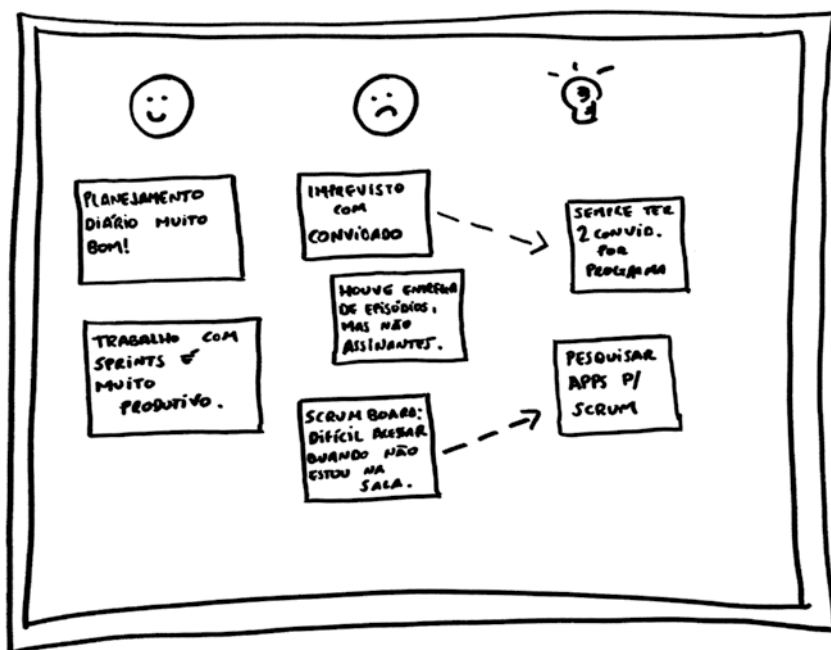 PLANEJAMENTO
DIÁRIO MUITO
BOM!
TRABALHO COM
SPRINTS É
MUITO
PRODUTIVO.
IMPREVISTO
COM
CONVIDADO
HOUVE ENTREGA
DE EPISÓDIOS,
MAS NÃO
ASSINANTES.
SCRUM BOARD:
DIFÍCIL ACESSAR
QUANDO NÃO
ESTOU NA
SALA.
SEMPRE TER
2 CONVID.
POR
PROGRAMA
PESQUISAR
APPS P/
SCRUM